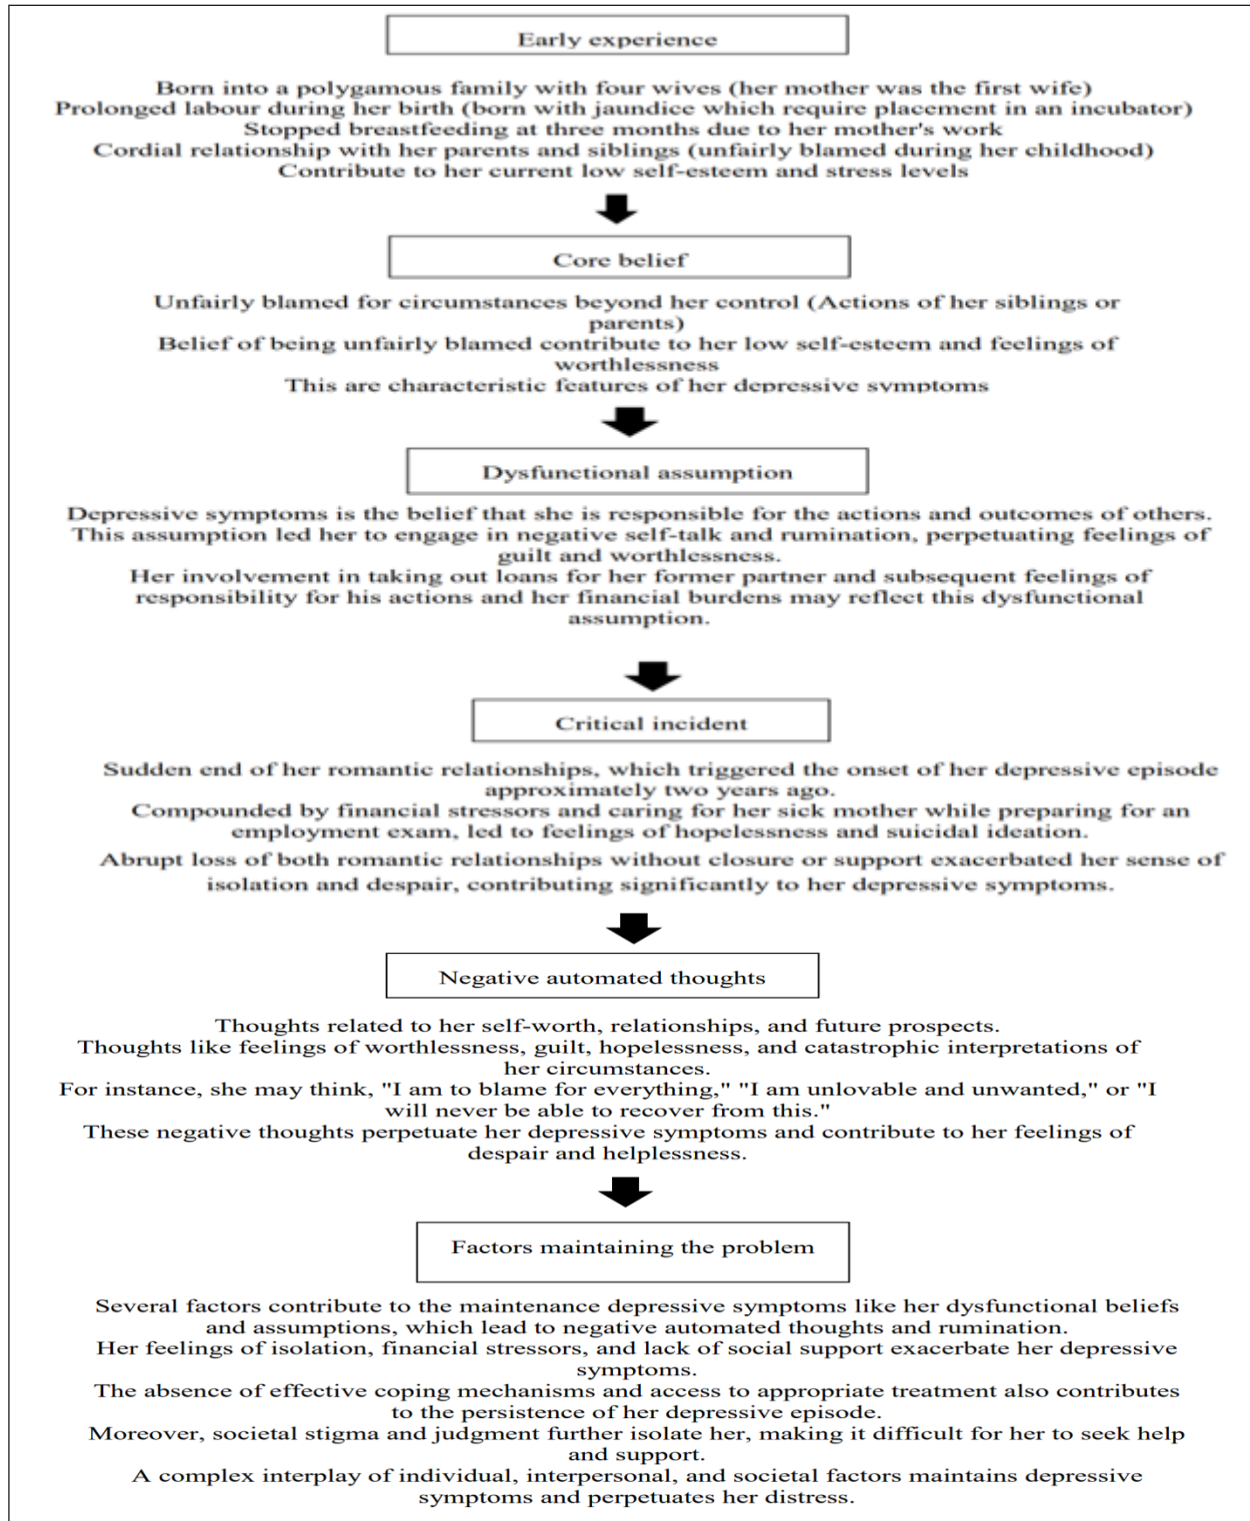 Early experience
Born into a polygamous family with four wives (her mother was the first wife)
Prolonged labour during her birth (born with jaundice which require placement in an incubator)
Stopped breastfeeding at three months due to her mother's work
Cordial relationship with her parents and siblings (unfairly blamed during her childhood)
Contribute to her current low self-esteem and stress levels
Core belief
Unfairly blamed for circumstances beyond her control (Actions of her siblings or
parents)
Belief of being unfairly blamed contribute to her low self-esteem and feelings of
worthlessness
This are characteristic features of her depressive symptoms
Dysfunctional assumption
Depressive symptoms is the belief that she is responsible for the actions and outcomes of others.
This assumption led her to engage in negative self-talk and rumination, perpetuating feelings of
guilt and worthlessness.
Her involvement in taking out loans for her former partner and subsequent feelings of
responsibility for his actions and her financial burdens may reflect this dysfunctional
assumption.
Critical incident
Sudden end of her romantic relationships, which triggered the onset of her depressive episode
approximately two years ago.
Compounded by financial stressors and caring for her sick mother while preparing for an
employment exam, led to feelings of hopelessness and suicidal ideation.
Abrupt loss of both romantic relationships without closure or support exacerbated her sense of
isolation and despair, contributing significantly to her depressive symptoms.
Negative automated thoughts
Thoughts related to her self-worth, relationships, and future prospects.
Thoughts like feelings of worthlessness, guilt, hopelessness, and catastrophic interpretations of
her circumstances.
For instance, she may think, "I am to blame for everything," "I am unlovable and unwanted," or "I
will never be able to recover from this."
These negative thoughts perpetuate her depressive symptoms and contribute to her feelings of
despair and helplessness.
Factors maintaining the problem
Several factors contribute to the maintenance depressive symptoms like her dysfunctional beliefs
and assumptions, which lead to negative automated thoughts and rumination.
Her feelings of isolation, financial stressors, and lack of social support exacerbate her depressive
symptoms.
The absence of effective coping mechanisms and access to appropriate treatment also contributes
to the persistence of her depressive episode.
Moreover, societal stigma and judgment further isolate her, making it difficult for her to seek help
and support.
A complex interplay of individual, interpersonal, and societal factors maintains depressive
symptoms and perpetuates her distress.